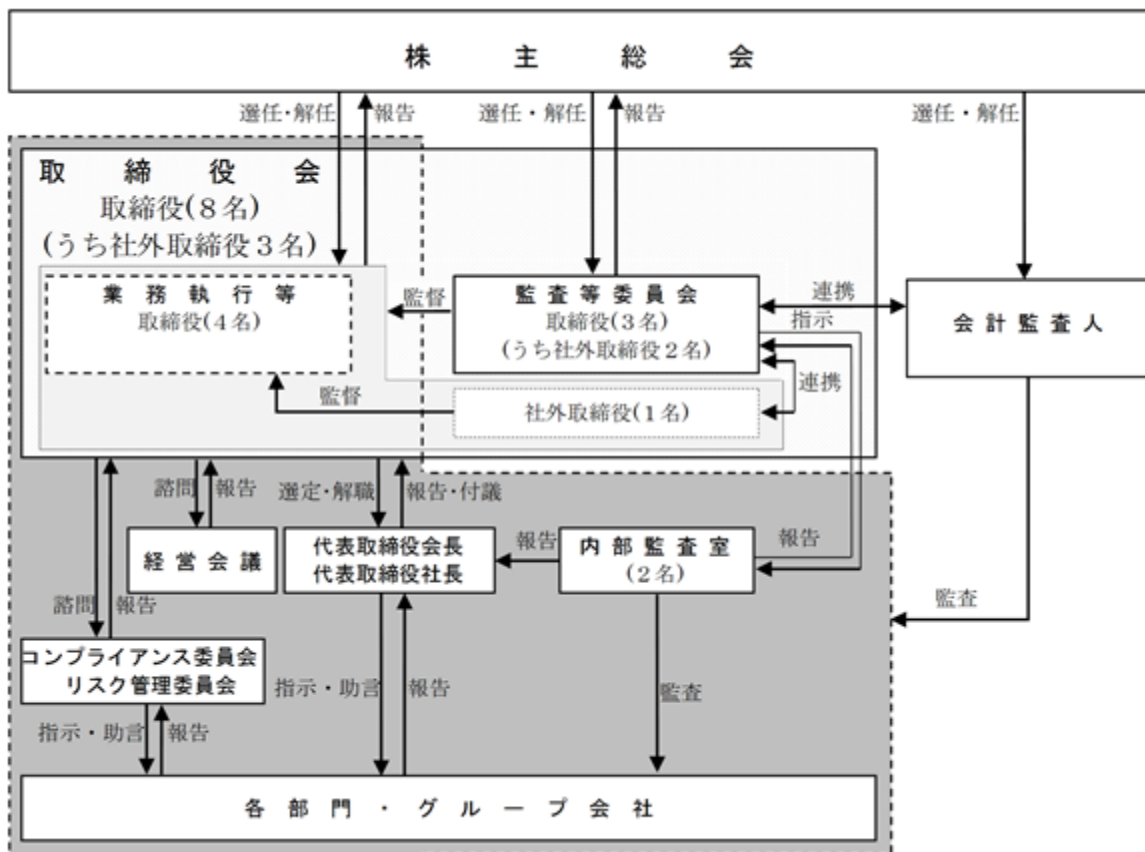 株主総会
選任・解任
報告
選任・解任
報告
選任・解任
取締役会
取締役(8名)
(うち社外取締役3名)
業務執行等
取締役(4名)
監督
監査等委員会
取締役(3名)
(うち社外取締役2名)
連携
指示
会計監査人
監督
社外取締役(1名)
連携
諮問
報告
選定・解職
報告・付議
経営会議
代表取締役会長
代表取締役社長
報告
内部監査室
(2名)
報告
監査
諮問
報告
コンプライアンス委員会
リスク管理委員会
指示・助言
報告
監査
指示・助言
報告
各部門・グループ会社